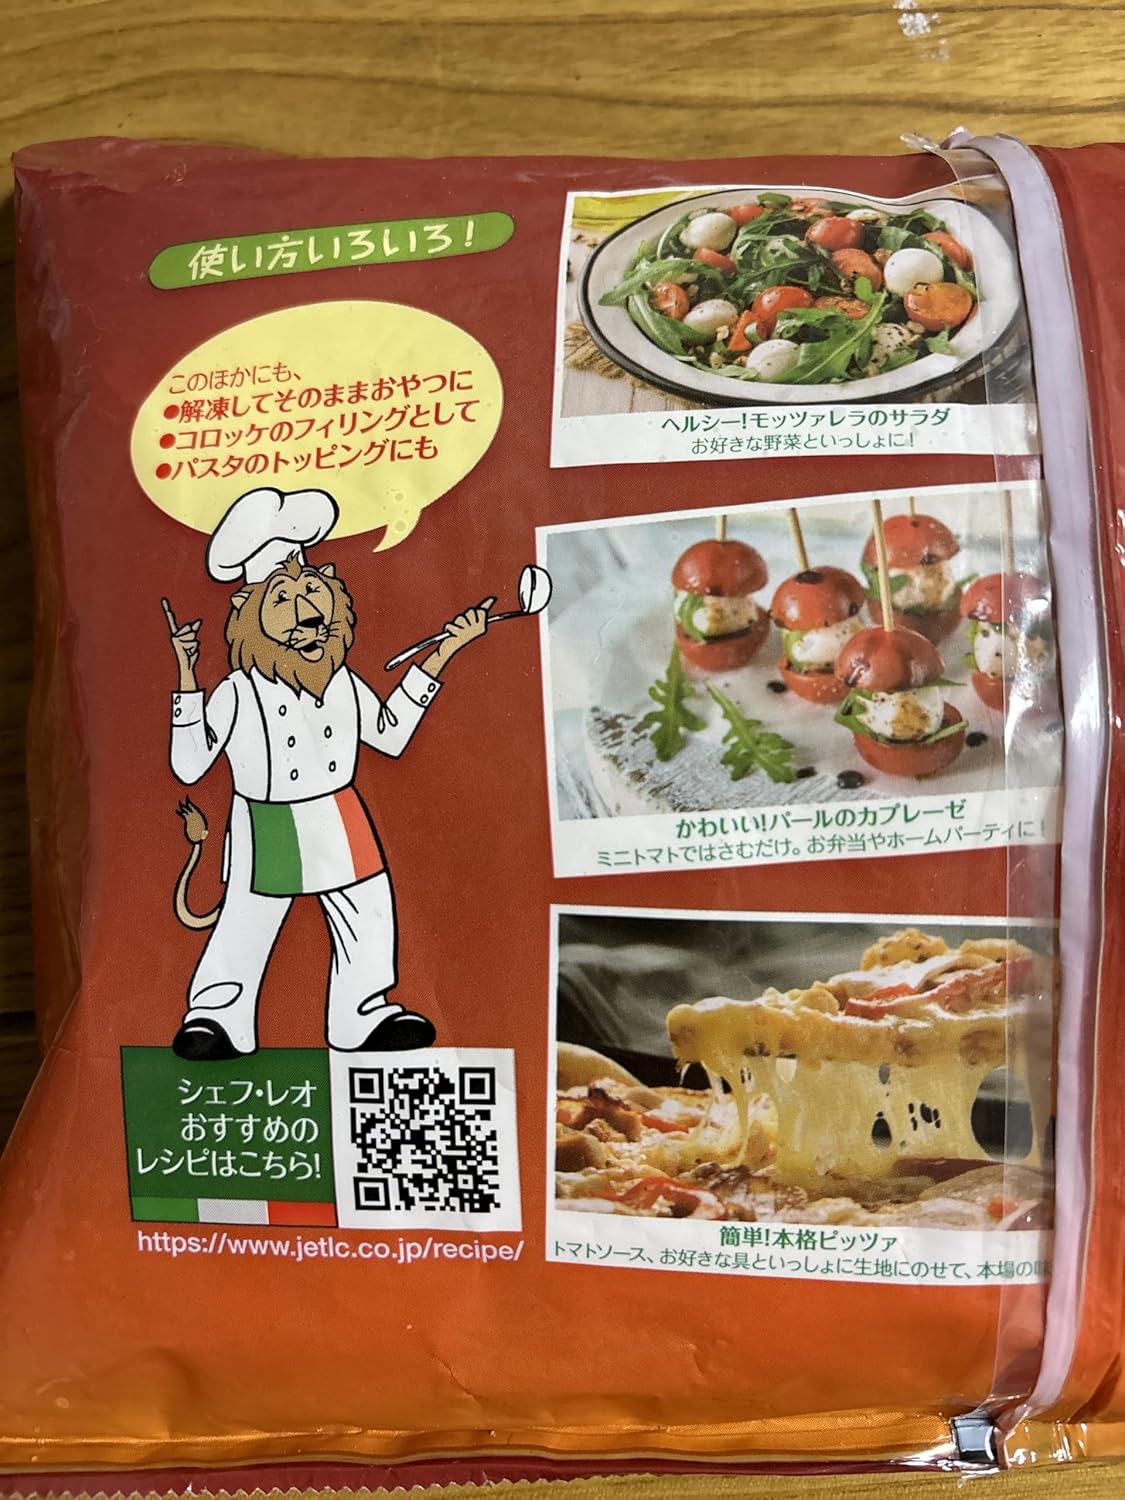 使い方いろいろ!
このほかにも、
●解凍してそのままおやつに
●コロッケのフィリングとして
●パスタのトッピングにも
ヘルシー!モッツァレラのサラダ
お好きな野菜といっしょに!
かわいい!パールのカプレーゼ
ミニトマトではさむだけ。お弁当やホームパーティに!
簡単!本格ピッツァ
トマトソース、お好きな具といっしょに生地にのせて、本場の味
シェフ・レオ
おすすめの
レシピはこちら!
https://www.jetlc.co.jp/recipe/